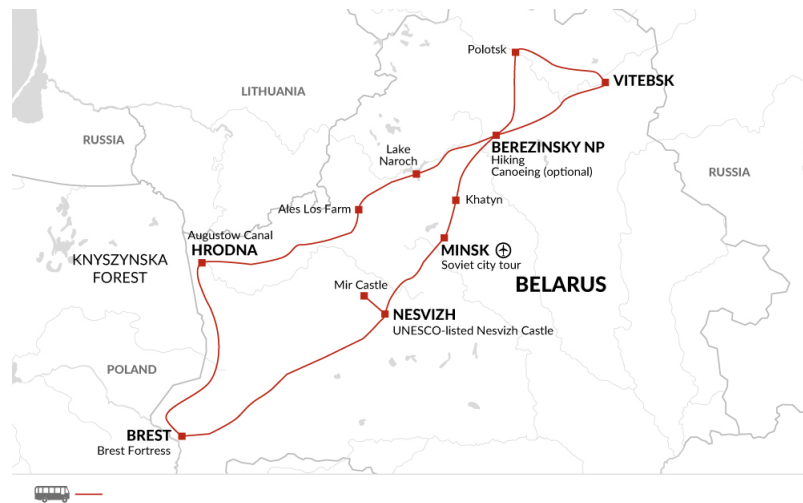 Polotsk
VITEBSK
LITHUANIA
RUSSIA
BEREZINSKY NP
Hiking
Canoeing (optional)
Lake
Naroch
RUSSIA
Khatyn
Ales Los Farm
Augustow Canal
HRODNA
MINSK
Soviet city tour
KNYSZYNSKA
FOREST
Mir Castle
BELARUS
NESVIZH
UNESCO-listed Nesvizh Castle
POLAND
BREST
Brest Fortress